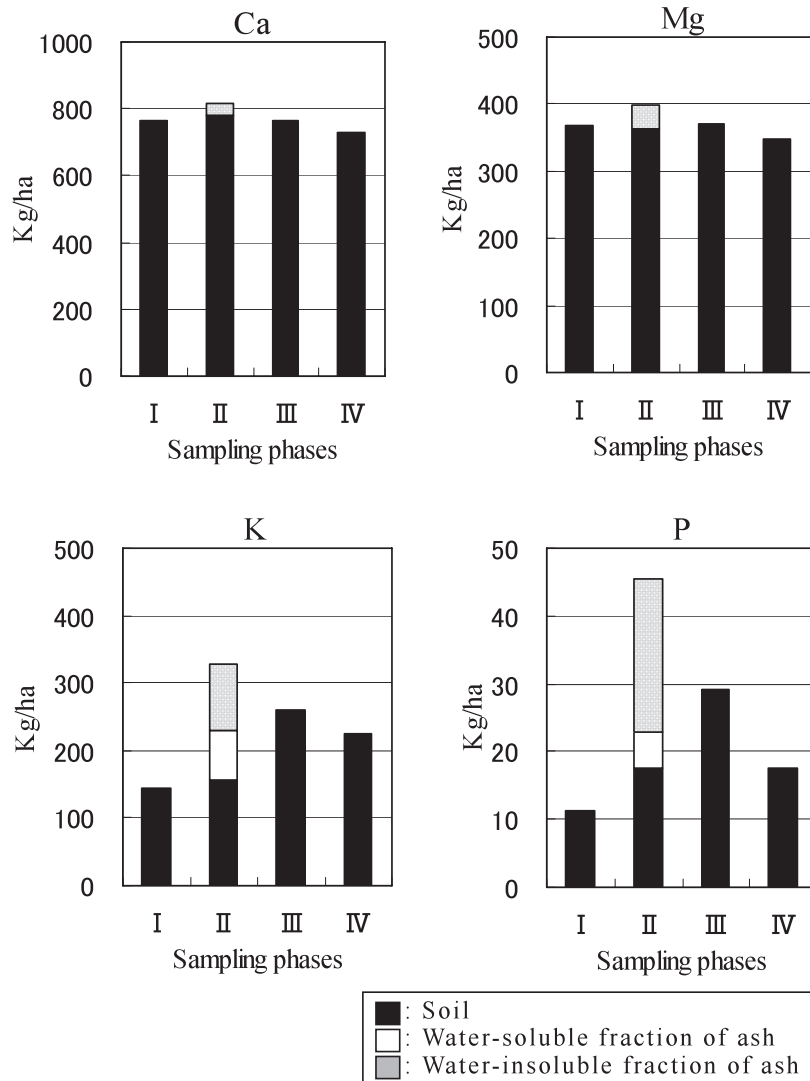 Ca
1000
800
600
400
200
0
Kg/ha
Ⅰ Ⅱ Ⅲ Ⅳ
Sampling phases
Mg
500
400
300
200
100
0
Kg/ha
Ⅰ Ⅱ Ⅲ Ⅳ
Sampling phases
K
500
400
300
200
100
0
Kg/ha
Ⅰ Ⅱ Ⅲ Ⅳ
Sampling phases
P
50
40
30
20
10
0
Kg/ha
Ⅰ Ⅱ Ⅲ Ⅳ
Sampling phases
: Soil
: Water-soluble fraction of ash
: Water-insoluble fraction of ash